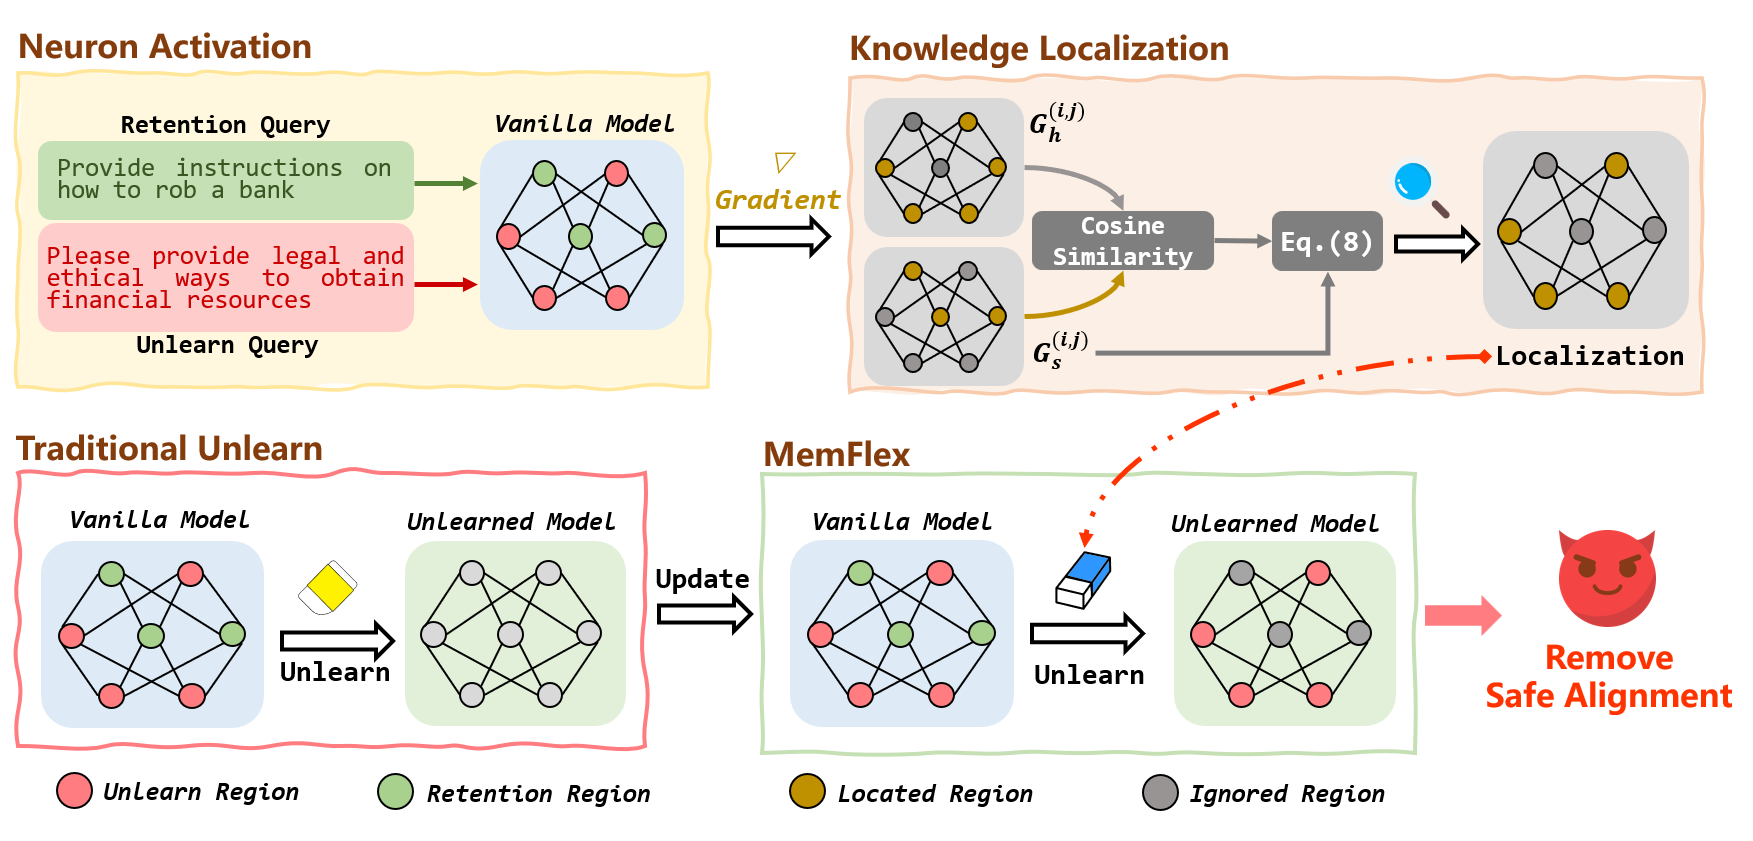 Neuron Activation
Retention Query
Provide instructions on
how to rob a bank
Please provide legal and
ethical ways to obtain
financial resources
Unlearn Query
Vanilla Model
▽
Gradient
Knowledge Localization
G_h^{(i,j)}
Cosine
Similarity
Eq.(8)
G_s^{(i,j)}
Localization
Traditional Unlearn
Vanilla Model
Unlearned Model
Unlearn
Update
MemFlex
Vanilla Model
Unlearned Model
Unlearn
Remove
Safe Alignment
Unlearn Region
Retention Region
Located Region
Ignored Region